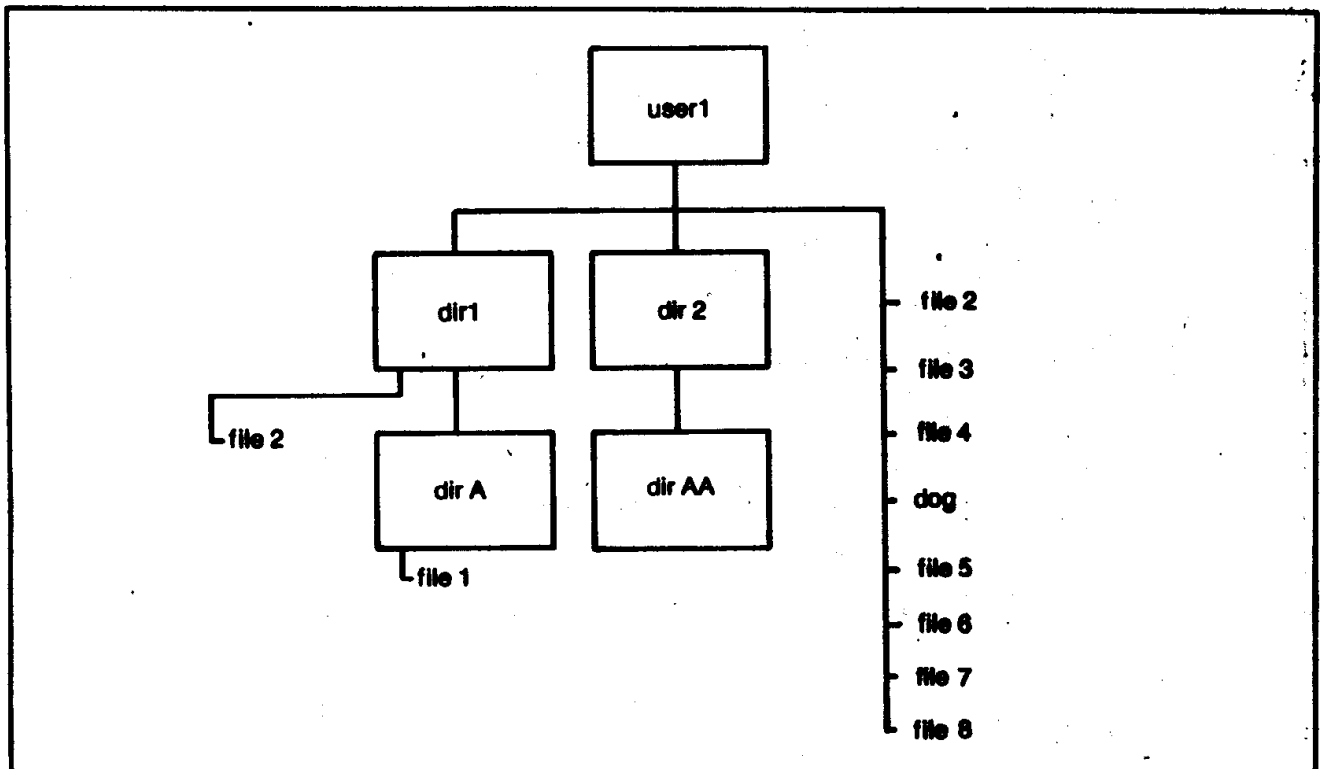 user1
dir1
dir 2
file 2
file 3
file 2
file 4
dir A
dir AA
dog
file 1
file 5
file 6
file 7
file 8